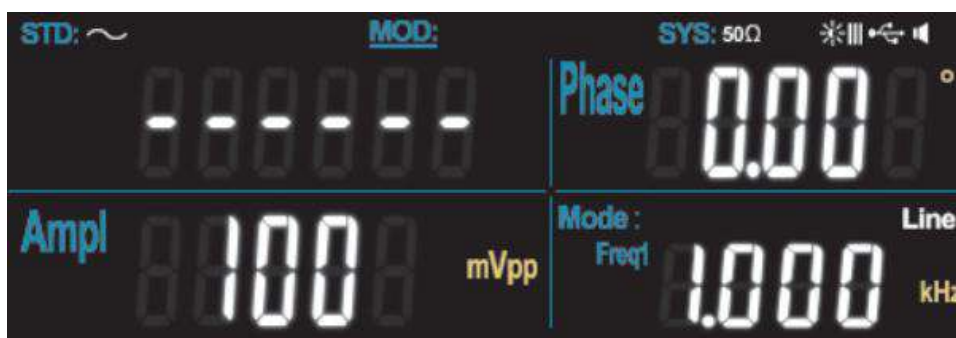 STD: MOD: SYS: 50Ω
------ Phase 0.00 °
Ampl 100 mVpp
Mode: Line
Freq1 1.000 kHz